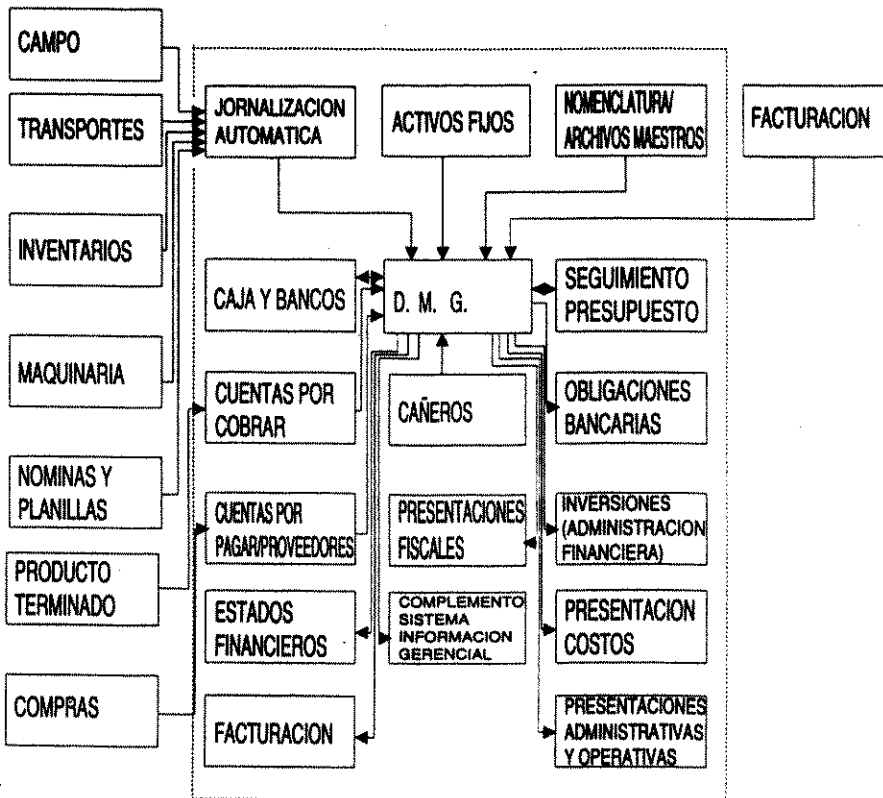 CAMPO
TRANSPORTES
INVENTARIOS
MAQUINARIA
NOMINAS Y
PLANILLAS
PRODUCTO
TERMINADO
COMPRAS
JORNALIZACION
AUTOMATICA
ACTIVOS FIJOS
NOMENCLATURA/
ARCHIVOS MAESTROS
FACTURACION
CAJA Y BANCOS
D. M. G.
SEGUIMIENTO
PRESUPUESTO
CUENTAS POR
COBRAR
CAÑEROS
OBLIGACIONES
BANCARIAS
CUENTAS POR
PAGAR/PROVEEDORES
PRESENTACIONES
FISCALES
INVERSIONES
(ADMINISTRACION
FINANCIERA)
ESTADOS
FINANCIEROS
COMPLEMENTO
SISTEMA
INFORMACION
GERENCIAL
PRESENTACION
COSTOS
FACTURACION
PRESENTACIONES
ADMINISTRATIVAS
Y OPERATIVAS